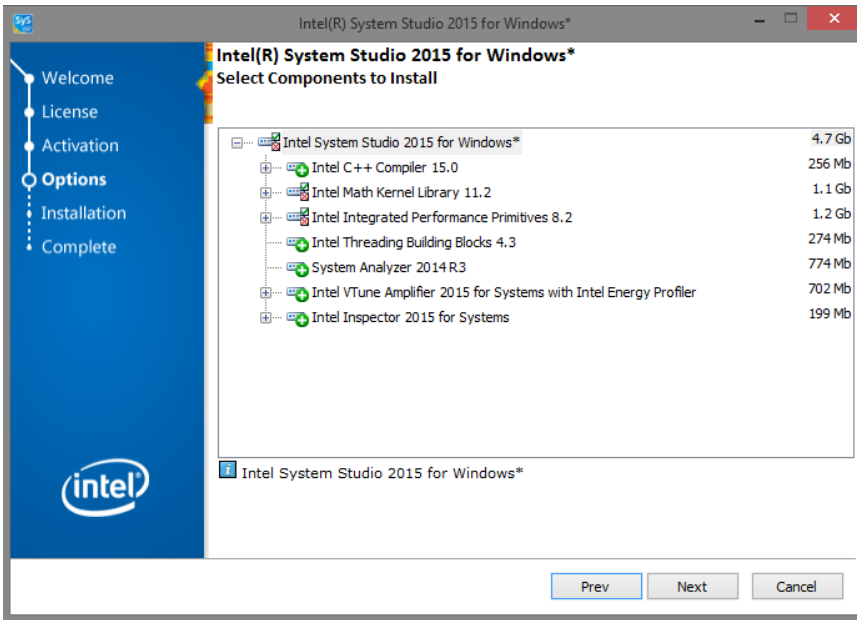 SyS
Intel(R) System Studio 2015 for Windows*
Intel(R) System Studio 2015 for Windows*
Select Components to Install
Welcome
License
Activation
Options
Installation
Complete
Intel System Studio 2015 for Windows* 4.7 Gb
Intel C++ Compiler 15.0 256 Mb
Intel Math Kernel Library 11.2 1.1 Gb
Intel Integrated Performance Primitives 8.2 1.2 Gb
Intel Threading Building Blocks 4.3 274 Mb
System Analyzer 2014 R3 774 Mb
Intel VTune Amplifier 2015 for Systems with Intel Energy Profiler 702 Mb
Intel Inspector 2015 for Systems 199 Mb
i Intel System Studio 2015 for Windows*
intel
Prev Next Cancel